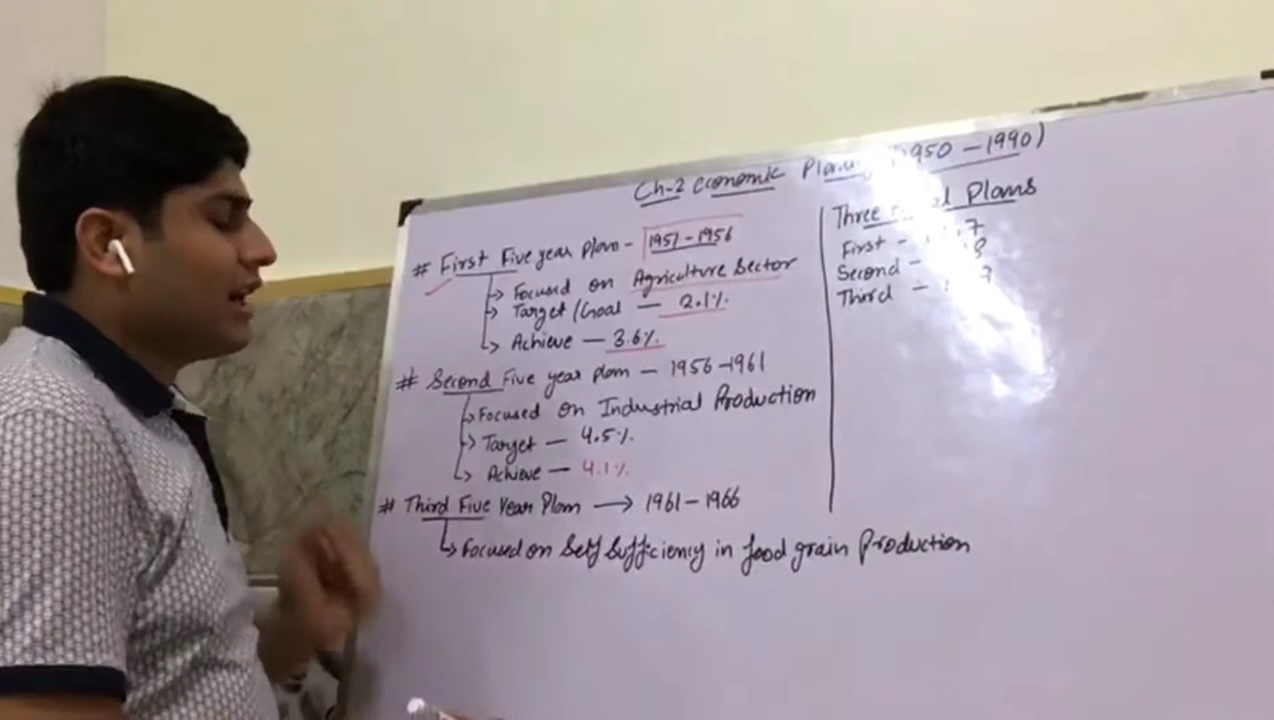 Ch-2 Economic (1950 - 1990)
# First Five year plan - 1951-1956
→ Focused on Agriculture Sector
→ Target/Goal - 2.1%.
→ Achieve - 3.6%.
# Second Five year plan - 1956-1961
→ Focused on Industrial Production
→ Target - 4.5%.
→ Achieve - 4.1%
# Third Five Year Plan → 1961-1966
→ Focused on Self Sufficiency in food grain Production
Three Plans
First -
Second -
Third -